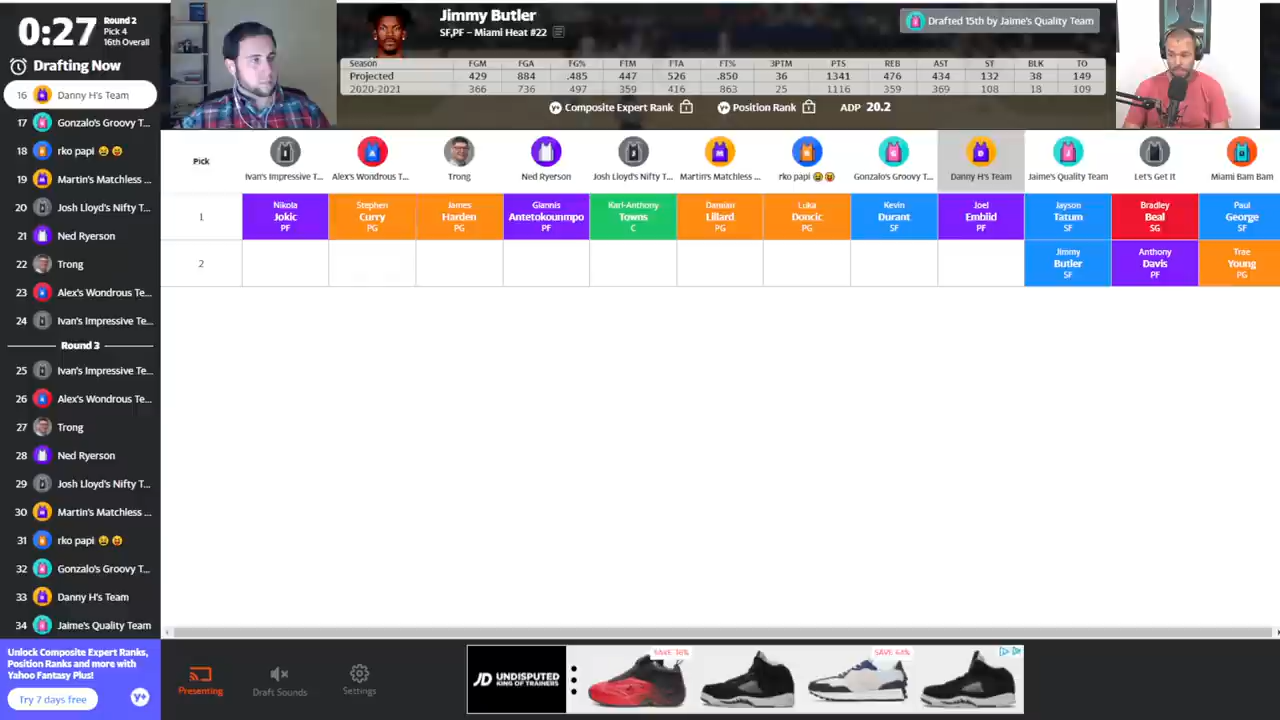 0:27
Round 2
Pick 4
16th Overall
Drafting Now
16 Danny H's Team
17 Gonzalo's Groovy T...
18 rko papi 😢 😝
19 Martin's Matchless ...
20 Josh Lloyd's Nifty T...
21 Ned Ryerson
22 Trong
23 Alex's Wondrous Te...
24 Ivan's Impressive Te...
Round 3
25 Ivan's Impressive Te...
26 Alex's Wondrous Te...
27 Trong
28 Ned Ryerson
29 Josh Lloyd's Nifty T...
30 Martin's Matchless ...
31 rko papi 😢 😝
32 Gonzalo's Groovy T...
33 Danny H's Team
34 Jaime's Quality Team
Unlock Composite Expert Ranks,
Position Ranks and more with
Yahoo Fantasy Plus!
Try 7 days free
Y+
Jimmy Butler
SF,PF – Miami Heat #22
Drafted 15th by Jaime's Quality Team
Season FGM FGA FG% FTM FTA FT% 3PTM PTS REB AST ST BLK TO
Projected 429 884 .485 447 526 .850 36 1341 476 434 132 38 149
2020-2021 366 736 .497 359 416 .863 25 1116 359 369 108 18 109
Y+ Composite Expert Rank Y+ Position Rank ADP 20.2
Pick Ivan's Impressive T... Alex's Wondrous T... Trong Ned Ryerson Josh Lloyd's Nifty T... Martin's Matchless ... rko papi 😢😝 Gonzalo's Groovy T... Danny H's Team Jaime's Quality Team Let's Get It Miami Bam Bam
1 Nikola Jokic PF Stephen Curry PG James Harden PG Giannis Antetokounmpo PF Karl-Anthony Towns C Damian Lillard PG Luka Doncic PG Kevin Durant SF Joel Embiid PF Jayson Tatum SF Bradley Beal SG Paul George SF
2 Jimmy Butler SF Anthony Davis PF Trae Young PG
Presenting
Draft Sounds
Settings
JD UNDISPUTED
KING OF TRAINERS
SAVE 36%
SAVE 64%